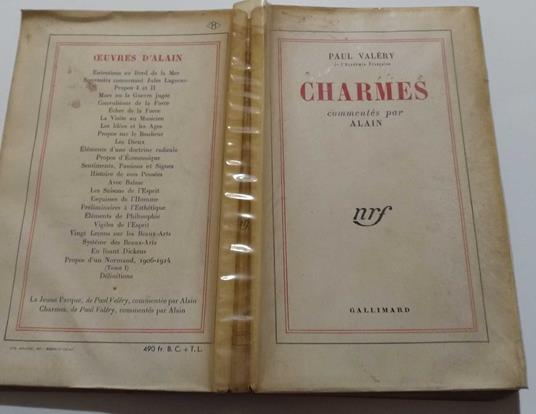 ŒUVRES D'ALAIN
Entretiens au Bord de la Mer
Souvenirs concernant Jules Lagneau
Propos I et II
Mars ou la Guerre jugée
Convulsions de la Force
Échec de la Force
La Visite au Musicien
Les Idées et les Ages
Propos sur le Bonheur
Les Dieux
Éléments d'une doctrine radicale
Propos d'Économique
Sentiments, Passions et Signes
Histoire de mes Pensées
Avec Balzac
Les Saisons de l'Esprit
Esquisses de l'Homme
Préliminaires à l'Esthétique
Éléments de Philosophie
Vigiles de l'Esprit
Vingt Leçons sur les Beaux-Arts
Système des Beaux-Arts
En lisant Dickens
Propos d'un Normand, 1906-1914
(Tome I)
Définitions
*
La Jeune Parque, de Paul Valéry, commentée par Alain
Charmes, de Paul Valéry, commentés par Alain
490 fr. B. C. + T. L.
PAUL VALÉRY
de l'Académie Française
CHARMES
commentés par
ALAIN
nrf
GALLIMARD